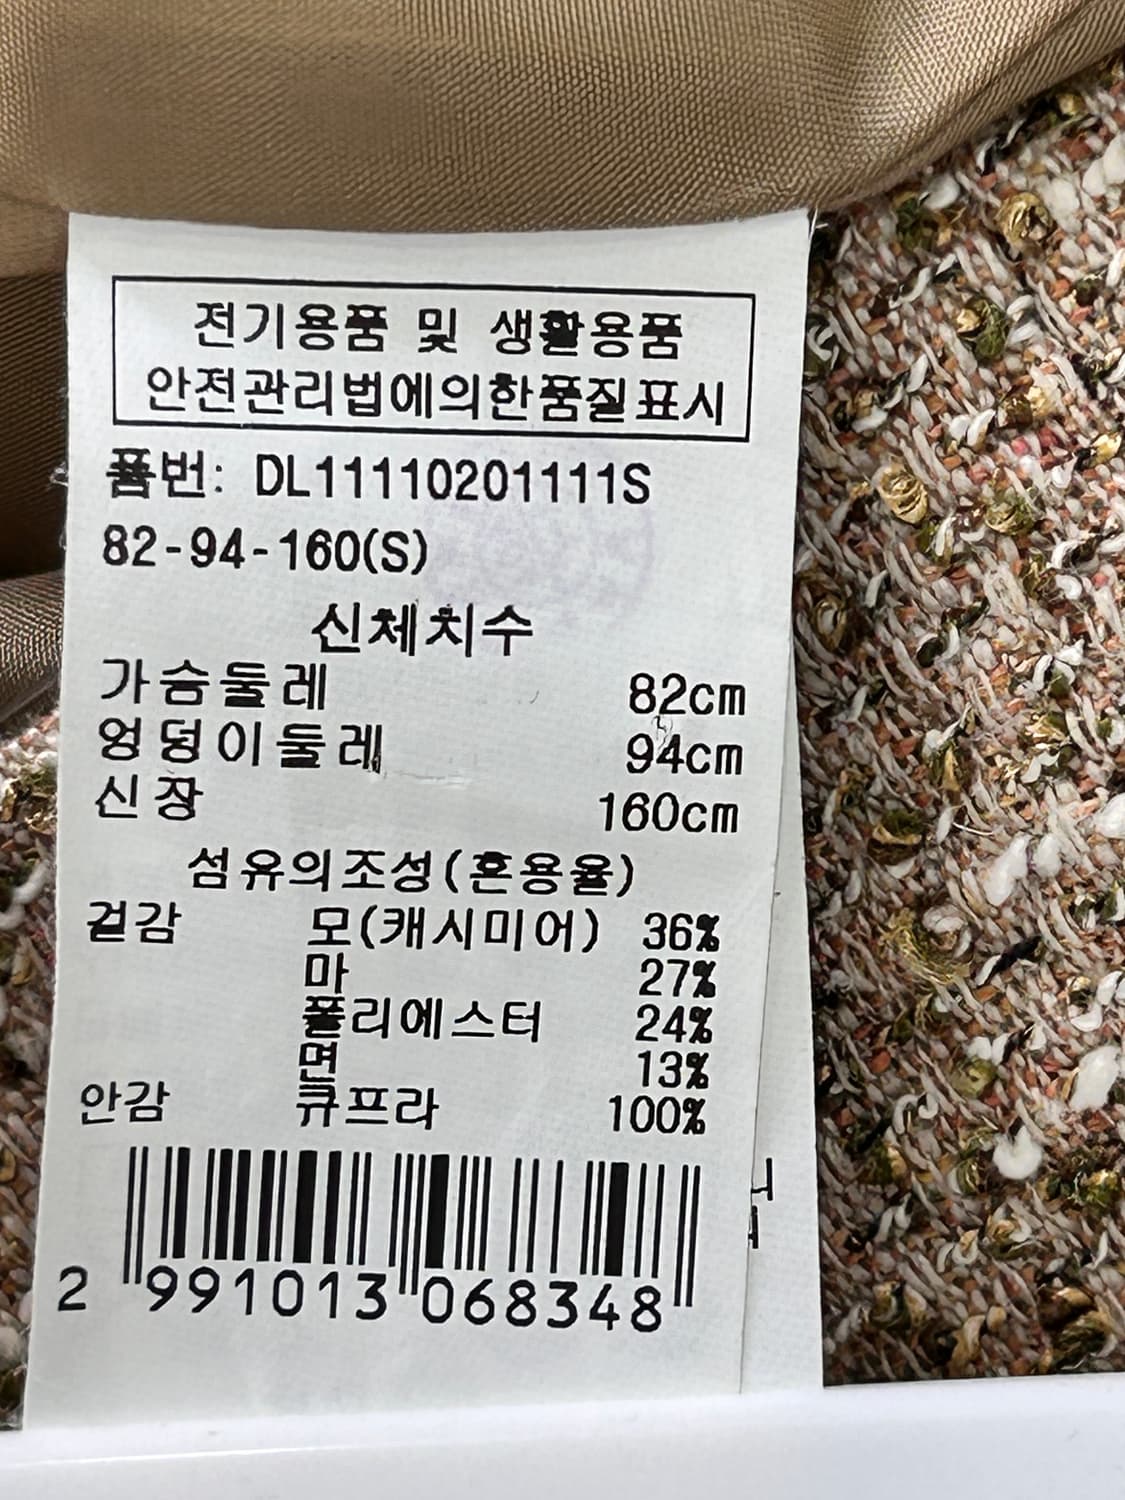 전기용품 및 생활용품
안전관리법에의한품질표시
품번: DL11110201111S
82-94-160(S)
신체치수
가슴둘레 82cm
엉덩이둘레 94cm
신장 160cm
섬유의조성(혼용율)
겉감 모(캐시미어) 36%
마 27%
폴리에스터 24%
면 13%
안감 큐프라 100%
2 991013 068348